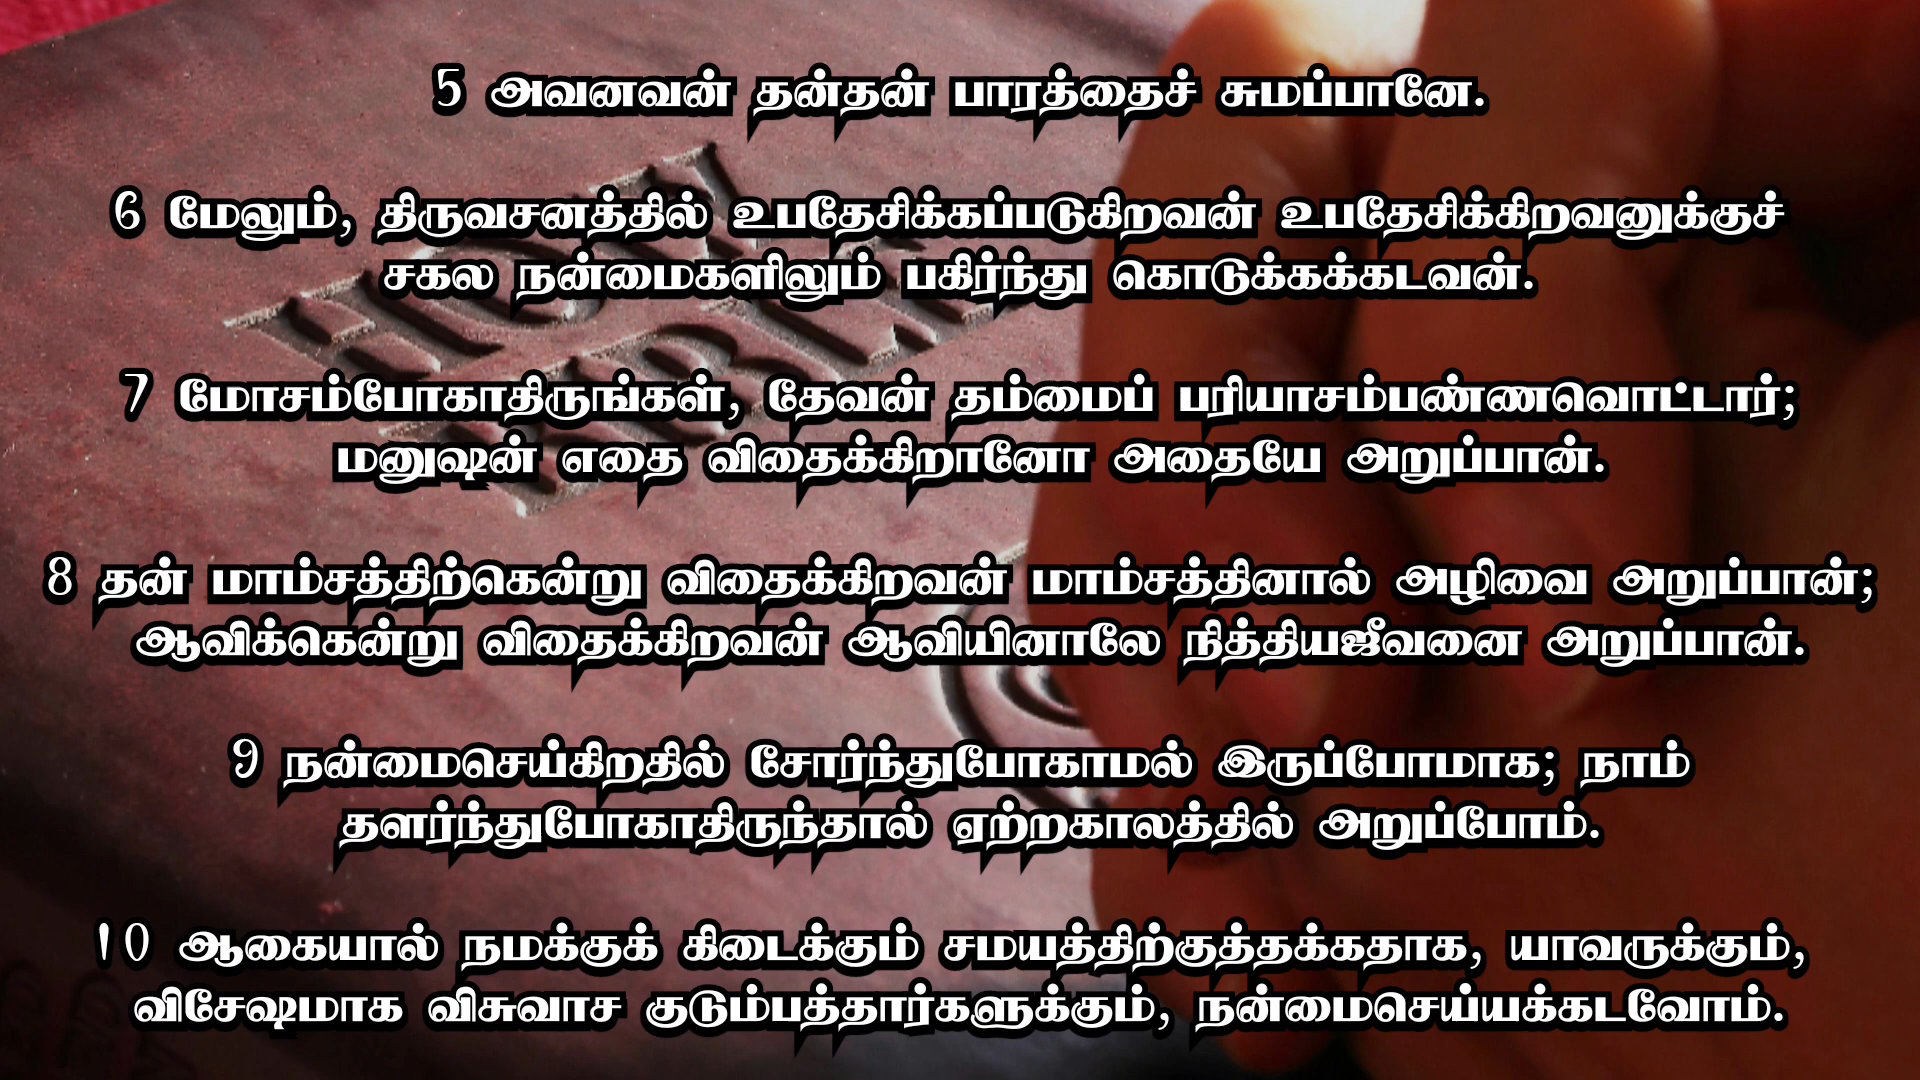 5 அவனவன் தன்தன் பாரத்தைச் சுமப்பானே.
6 மேலும், திருவசனத்தில் உபதேசிக்கப்படுகிறவன் உபதேசிக்கிறவனுக்குச்
சகல நன்மைகளிலும் பகிர்ந்து கொடுக்கக்கடவன்.
7 மோசம்போகாதிருங்கள், தேவன் தம்மைப் பரியாசம்பண்ணவொட்டார்;
மனுஷன் எதை விதைக்கிறானோ அதையே அறுப்பான்.
8 தன் மாம்சத்திற்கென்று விதைக்கிறவன் மாம்சத்தினால் அழிவை அறுப்பான்;
ஆவிக்கென்று விதைக்கிறவன் ஆவியினாலே நித்தியஜீவனை அறுப்பான்.
9 நன்மைசெய்கிறதில் சோர்ந்துபோகாமல் இருப்போமாக; நாம்
தளர்ந்துபோகாதிருந்தால் ஏற்றகாலத்தில் அறுப்போம்.
10 ஆகையால் நமக்குக் கிடைக்கும் சமயத்திற்குத்தக்கதாக, யாவருக்கும்,
விசேஷமாக விசுவாச குடும்பத்தார்களுக்கும், நன்மைசெய்யக்கடவோம்.
HOLY
BIBLE